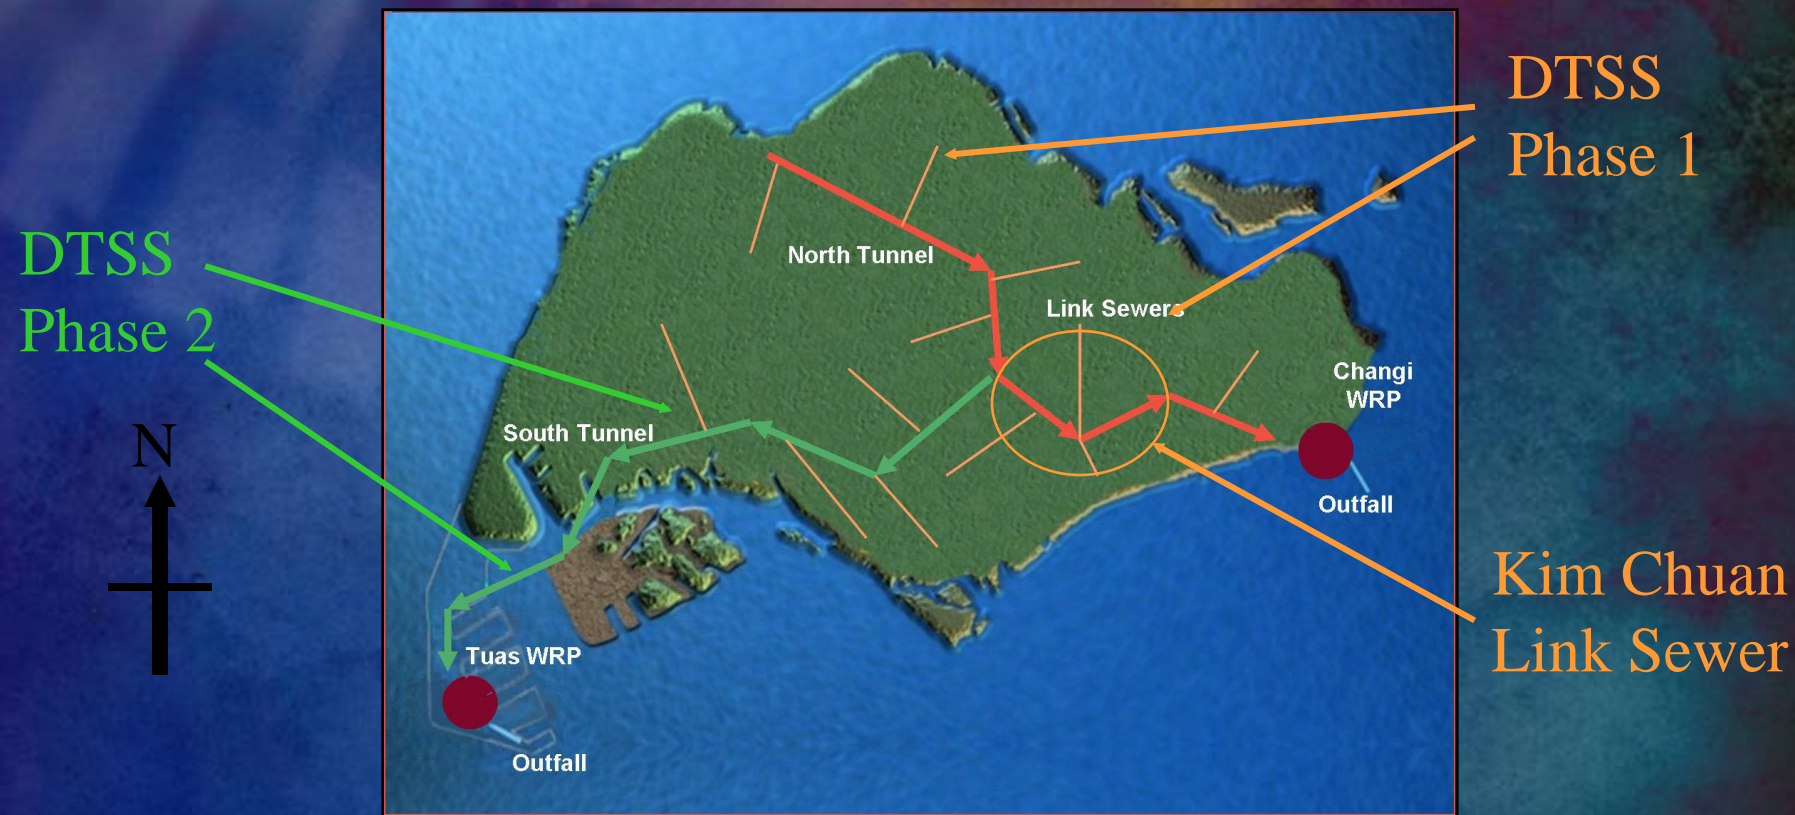 DTSS
Phase 1
DTSS
Phase 2
North Tunnel
Link Sewers
Changi
WRP
South Tunnel
N
Outfall
Kim Chuan
Link Sewer
Tuas WRP
Outfall